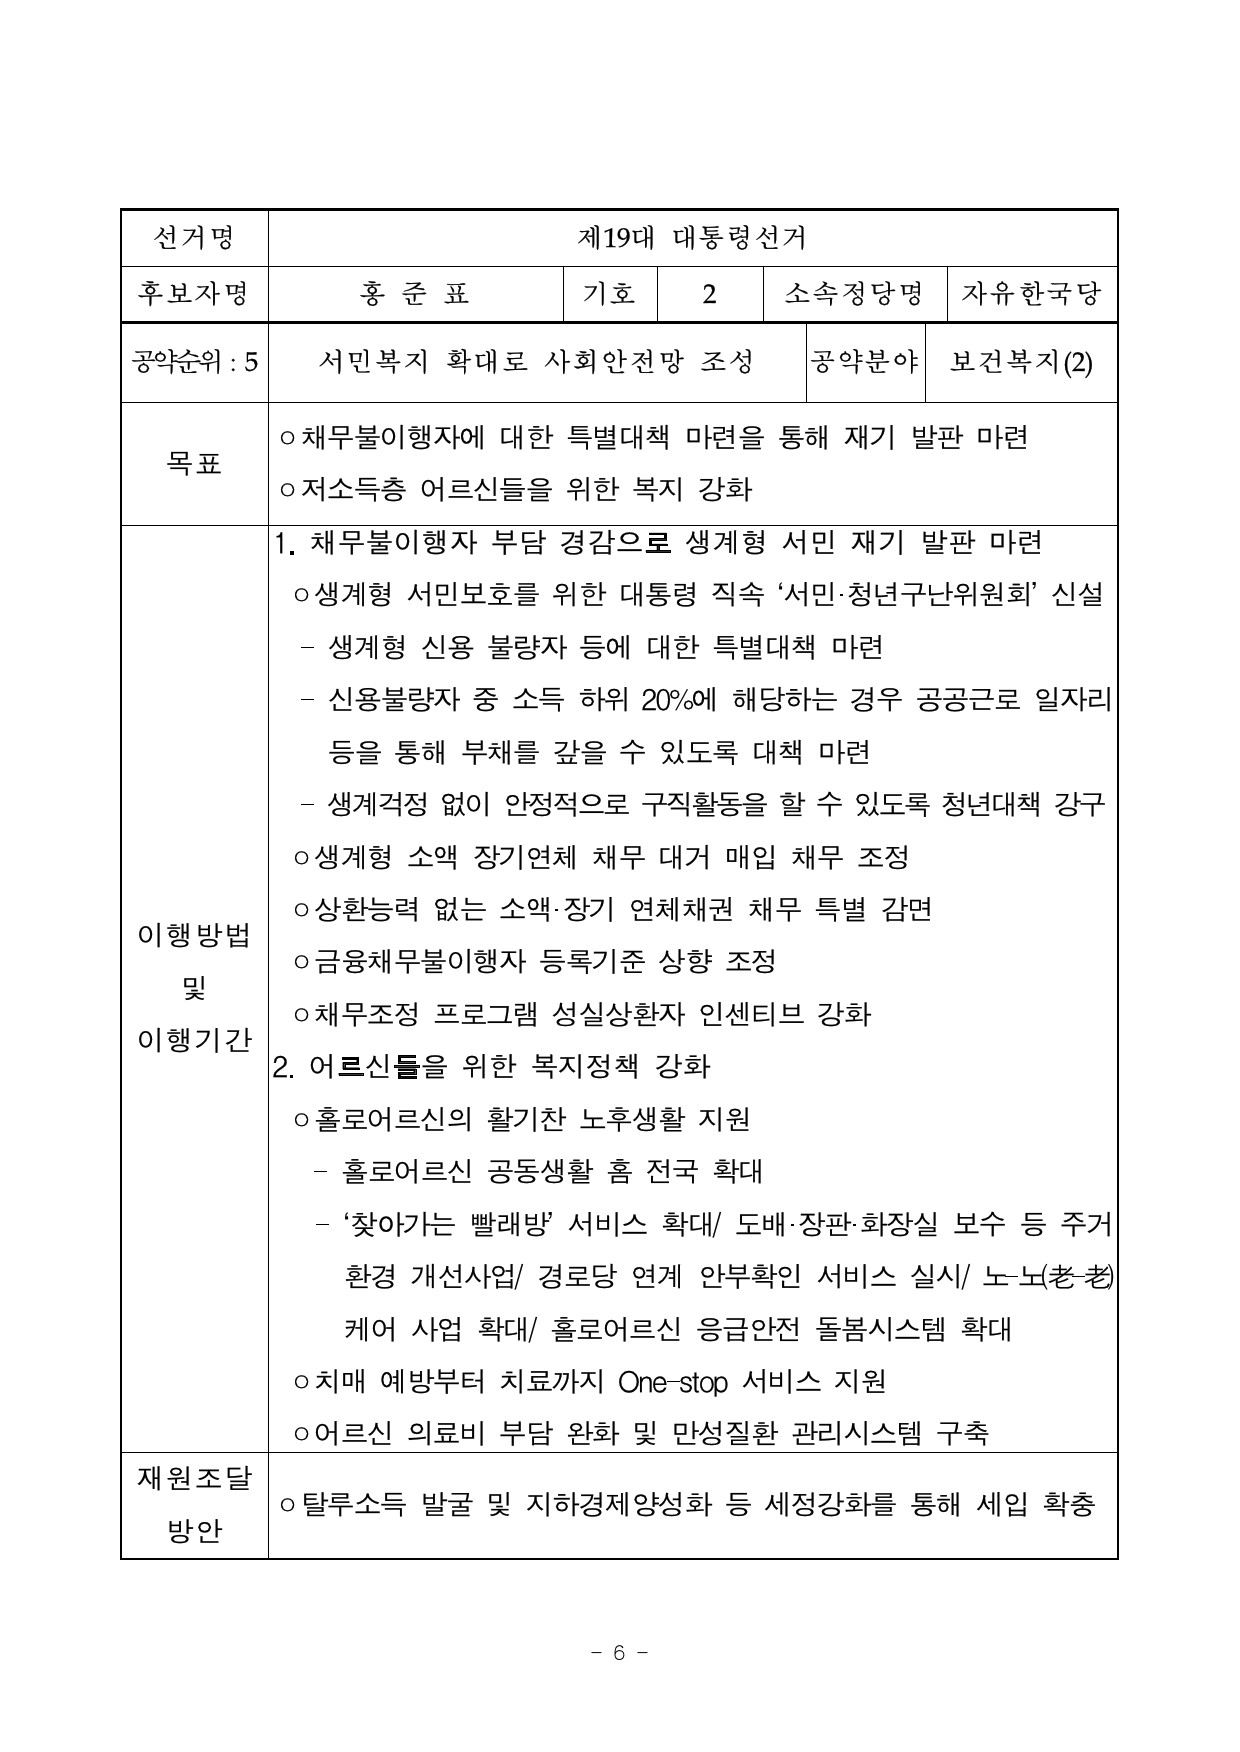 선거명 제19대 대통령선거
후보자명 홍 준 표 기호 2 소속정당명 자유한국당
공약순위 : 5 서민복지 확대로 사회안전망 조성 공약분야 보건복지(2)
목표
○채무불이행자에 대한 특별대책 마련을 통해 재기 발판 마련
○저소득층 어르신들을 위한 복지 강화
이행방법
및
이행기간
1. 채무불이행자 부담 경감으로 생계형 서민 재기 발판 마련
○생계형 서민보호를 위한 대통령 직속 ‘서민·청년구난위원회’ 신설
- 생계형 신용 불량자 등에 대한 특별대책 마련
- 신용불량자 중 소득 하위 20%에 해당하는 경우 공공근로 일자리
등을 통해 부채를 갚을 수 있도록 대책 마련
- 생계걱정 없이 안정적으로 구직활동을 할 수 있도록 청년대책 강구
○생계형 소액 장기연체 채무 대거 매입 채무 조정
○상환능력 없는 소액·장기 연체채권 채무 특별 감면
○금융채무불이행자 등록기준 상향 조정
○채무조정 프로그램 성실상환자 인센티브 강화
2. 어르신들을 위한 복지정책 강화
○홀로어르신의 활기찬 노후생활 지원
- 홀로어르신 공동생활 홈 전국 확대
- ‘찾아가는 빨래방’ 서비스 확대/ 도배·장판·화장실 보수 등 주거
환경 개선사업/ 경로당 연계 안부확인 서비스 실시/ 노-노(老-老)
케어 사업 확대/ 홀로어르신 응급안전 돌봄시스템 확대
○치매 예방부터 치료까지 One-stop 서비스 지원
○어르신 의료비 부담 완화 및 만성질환 관리시스템 구축
재원조달
방안
○탈루소득 발굴 및 지하경제양성화 등 세정강화를 통해 세입 확충
- 6 -